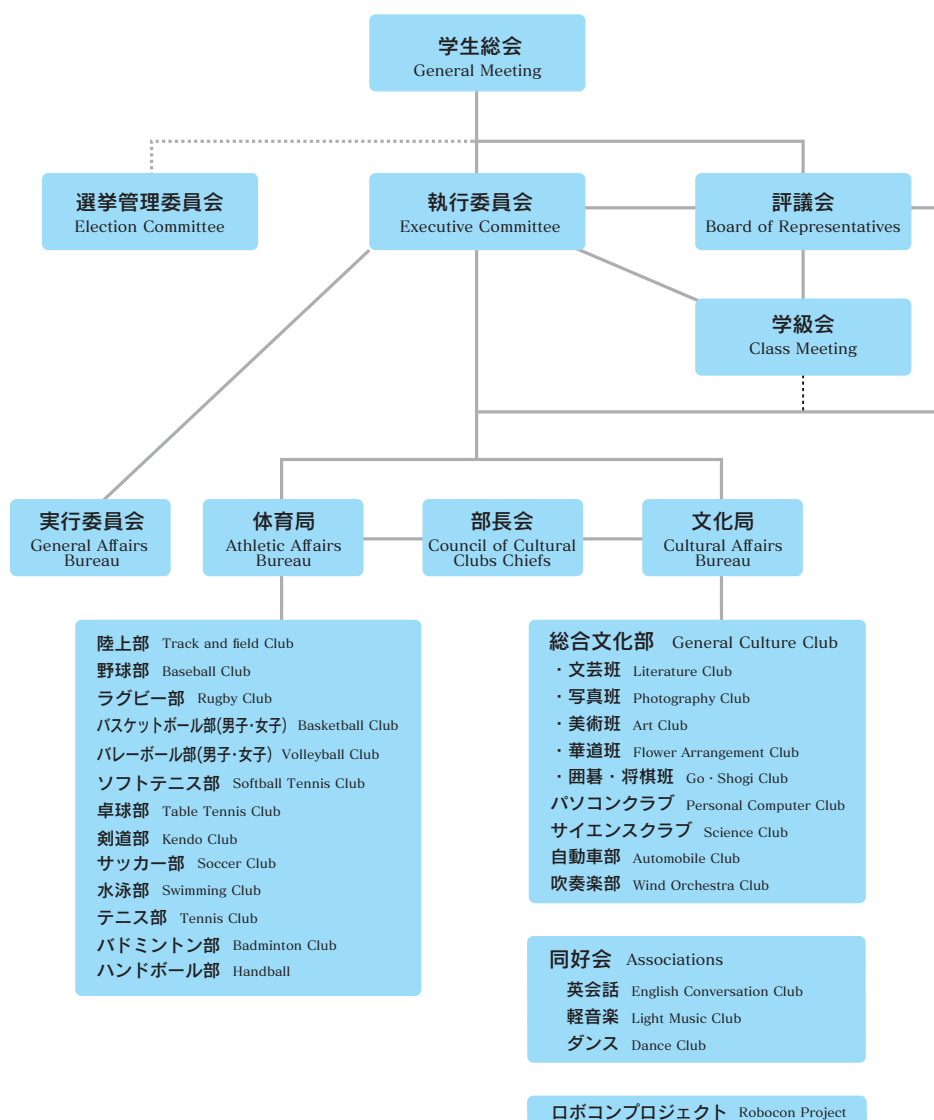 学生総会
General Meeting
選挙管理委員会
Election Committee
執行委員会
Executive Committee
評議会
Board of Representatives
学級会
Class Meeting
実行委員会
General Affairs
Bureau
体育局
Athletic Affairs
Bureau
部長会
Council of Cultural
Clubs Chiefs
文化局
Cultural Affairs
Bureau
陸上部 Track and field Club
野球部 Baseball Club
ラグビー部 Rugby Club
バスケットボール部(男子・女子) Basketball Club
バレーボール部(男子・女子) Volleyball Club
ソフトテニス部 Softball Tennis Club
卓球部 Table Tennis Club
剣道部 Kendo Club
サッカー部 Soccer Club
水泳部 Swimming Club
テニス部 Tennis Club
バドミントン部 Badminton Club
ハンドボール部 Handball
総合文化部 General Culture Club
・文芸班 Literature Club
・写真班 Photography Club
・美術班 Art Club
・華道班 Flower Arrangement Club
・囲碁・将棋班 Go・Shogi Club
パソコンクラブ Personal Computer Club
サイエンスクラブ Science Club
自動車部 Automobile Club
吹奏楽部 Wind Orchestra Club
同好会 Associations
英会話 English Conversation Club
軽音楽 Light Music Club
ダンス Dance Club
ロボコンプロジェクト Robocon Project